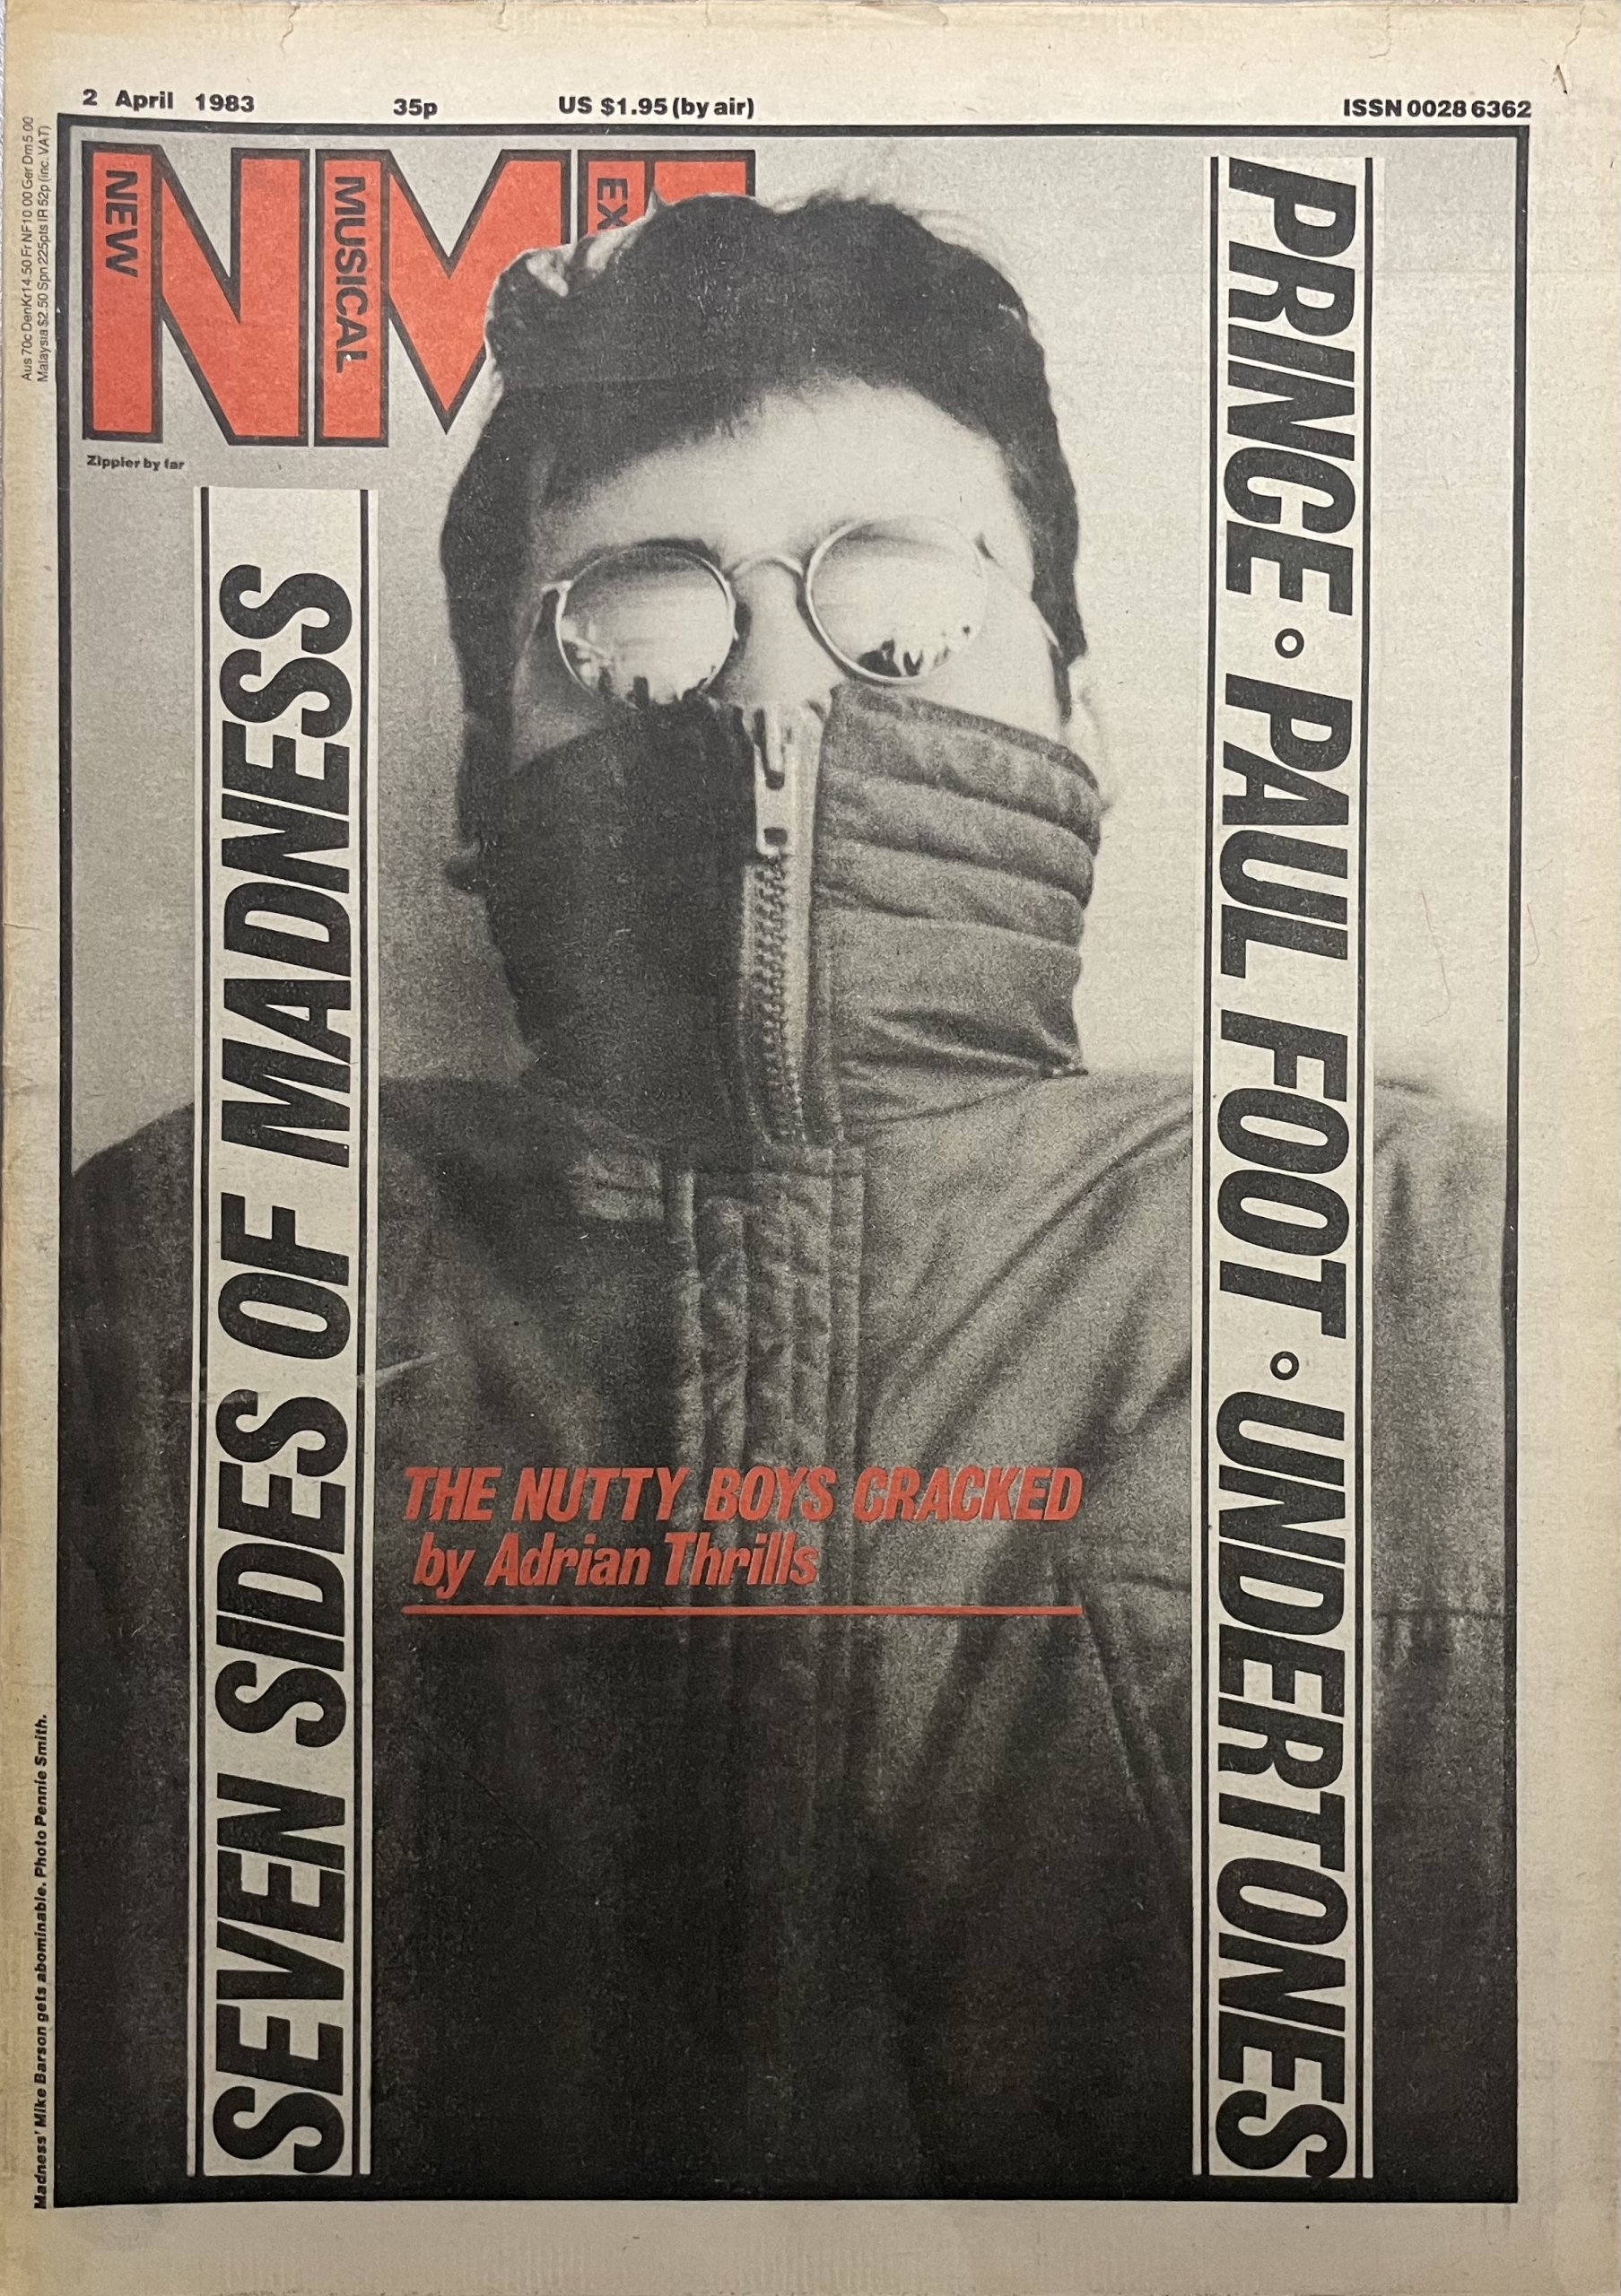 2 April 1983 35p US $1.95 (by air) ISSN 0028 6362
Aus 70c DenKr14.50 Fr NF10 00 Ger Dm5 00
Malaysia $2.50 Spn 225pts IR 52p (inc. VAT)
NME
NEW
MUSICAL
EX
Zippier by far
SEVEN SIDES OF MADNESS
PRINCE • PAUL FOOT • UNDERTONES
THE NUTTY BOYS CRACKED
by Adrian Thrills
Madness' Mike Barson gets abominable. Photo Pennie Smith.